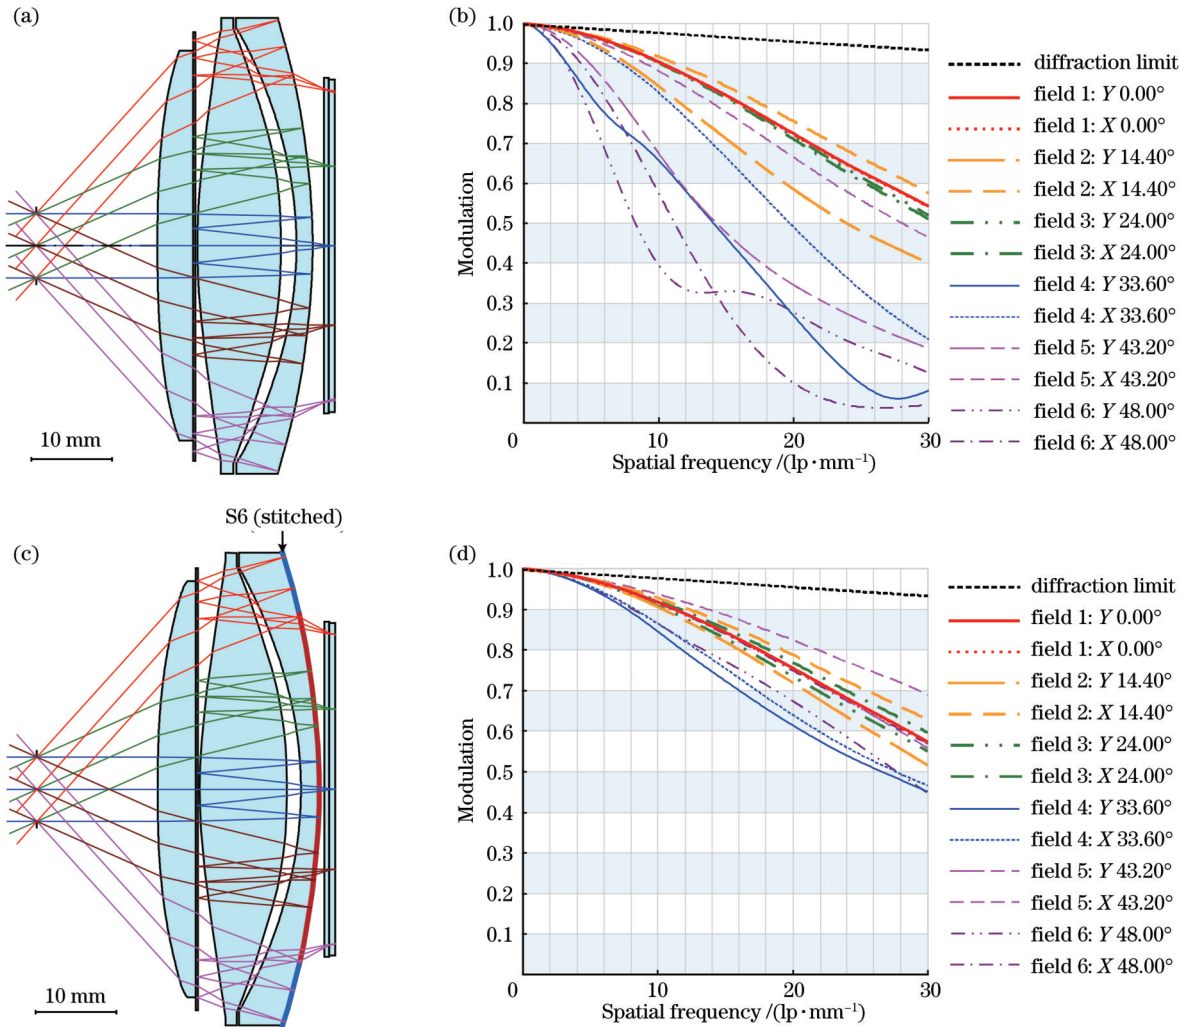 (a)
10 mm
(b)
1.0
0.9
0.8
0.7
0.6
0.5
0.4
0.3
0.2
0.1
Modulation
0
10
20
30
Spatial frequency /(lp·mm⁻¹)
diffraction limit
field 1: Y 0.00°
field 1: X 0.00°
field 2: Y 14.40°
field 2: X 14.40°
field 3: Y 24.00°
field 3: X 24.00°
field 4: Y 33.60°
field 4: X 33.60°
field 5: Y 43.20°
field 5: X 43.20°
field 6: Y 48.00°
field 6: X 48.00°
(c)
S6 (stitched)
10 mm
(d)
1.0
0.9
0.8
0.7
0.6
0.5
0.4
0.3
0.2
0.1
Modulation
0
10
20
30
Spatial frequency /(lp·mm⁻¹)
diffraction limit
field 1: Y 0.00°
field 1: X 0.00°
field 2: Y 14.40°
field 2: X 14.40°
field 3: Y 24.00°
field 3: X 24.00°
field 4: Y 33.60°
field 4: X 33.60°
field 5: Y 43.20°
field 5: X 43.20°
field 6: Y 48.00°
field 6: X 48.00°